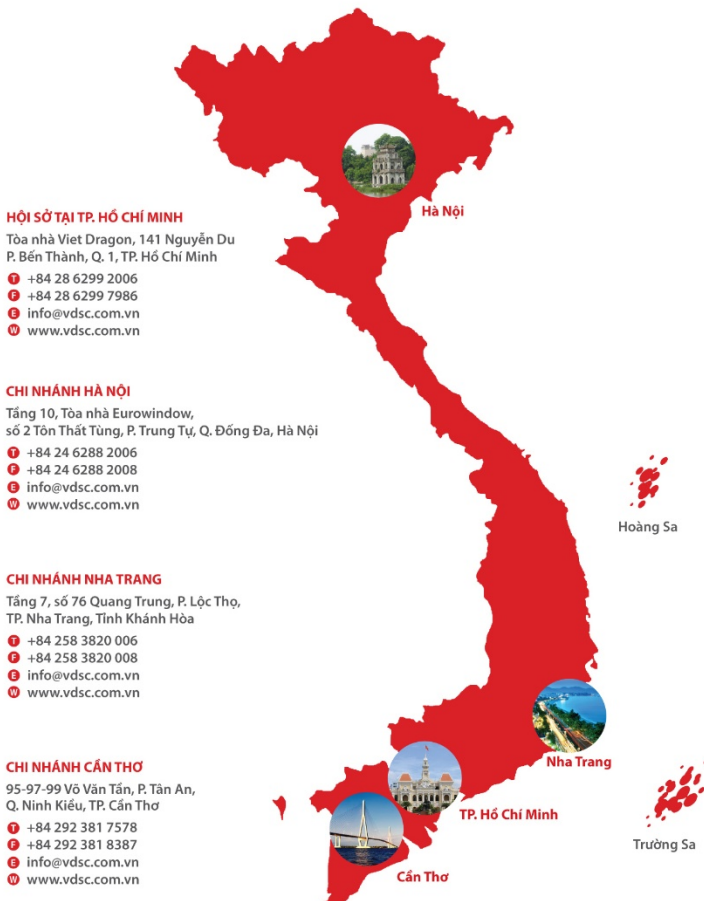 HỘI SỞ TẠI TP. HỒ CHÍ MINH
Tòa nhà Viet Dragon, 141 Nguyễn Du
P. Bến Thành, Q. 1, TP. Hồ Chí Minh
T +84 28 6299 2006
F +84 28 6299 7986
E info@vdsc.com.vn
W www.vdsc.com.vn
CHI NHÁNH HÀ NỘI
Tầng 10, Tòa nhà Eurowindow,
số 2 Tôn Thất Tùng, P. Trung Tự, Q. Đống Đa, Hà Nội
T +84 24 6288 2006
F +84 24 6288 2008
E info@vdsc.com.vn
W www.vdsc.com.vn
CHI NHÁNH NHA TRANG
Tầng 7, số 76 Quang Trung, P. Lộc Thọ,
TP. Nha Trang, Tỉnh Khánh Hòa
T +84 258 3820 006
F +84 258 3820 008
E info@vdsc.com.vn
W www.vdsc.com.vn
CHI NHÁNH CẦN THƠ
95-97-99 Võ Văn Tần, P. Tân An,
Q. Ninh Kiều, TP. Cần Thơ
T +84 292 381 7578
F +84 292 381 8387
E info@vdsc.com.vn
W www.vdsc.com.vn
Hà Nội
Hoàng Sa
Nha Trang
TP. Hồ Chí Minh
Trường Sa
Cần Thơ